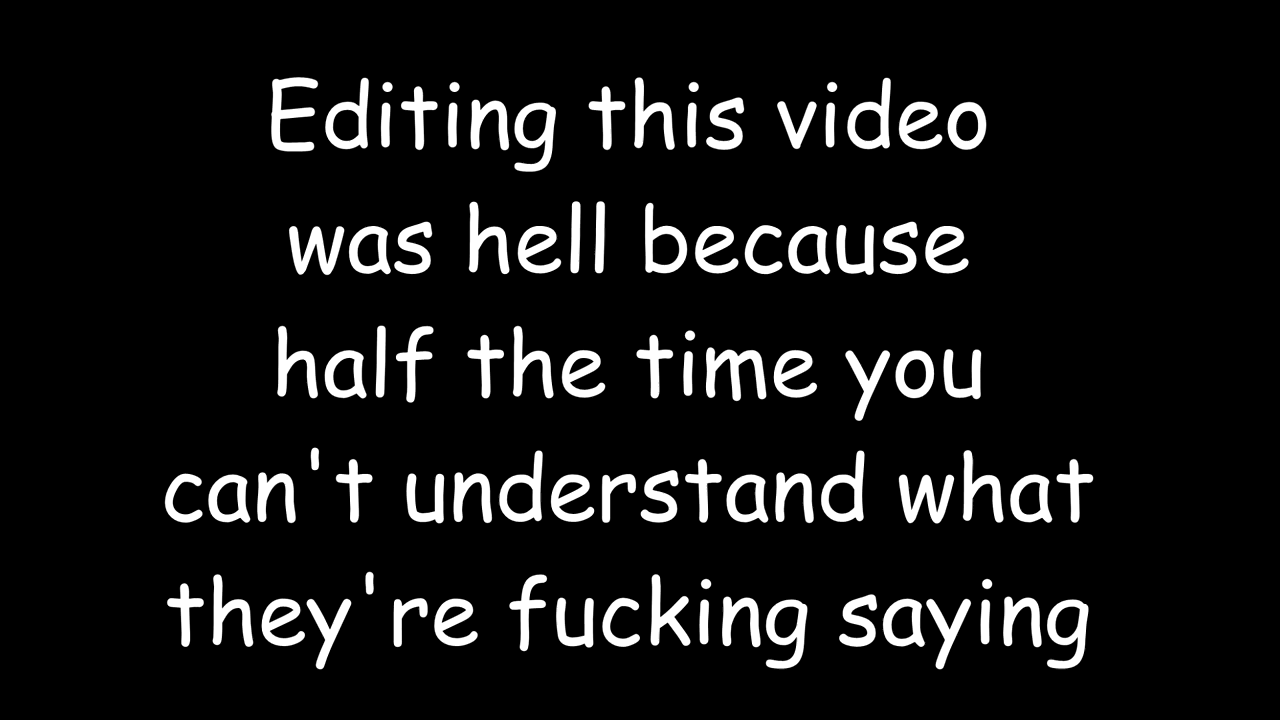 Editing this video
was hell because
half the time you
can't understand what
they're fucking saying